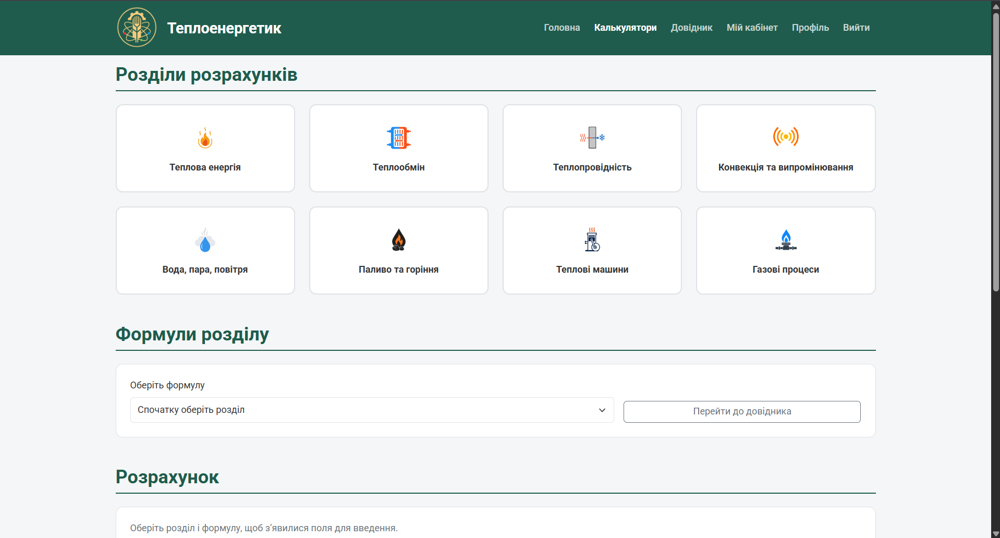 Теплоенергетик
Головна Калькулятори Довідник Мій кабінет Профіль Вийти
Розділи розрахунків
Теплова енергія
Теплообмін
Теплопровідність
Конвекція та випромінювання
Вода, пара, повітря
Паливо та горіння
Теплові машини
Газові процеси
Формули розділу
Оберіть формулу
Спочатку оберіть розділ
Перейти до довідника
Розрахунок
Оберіть розділ і формулу, щоб з’явилися поля для введення.